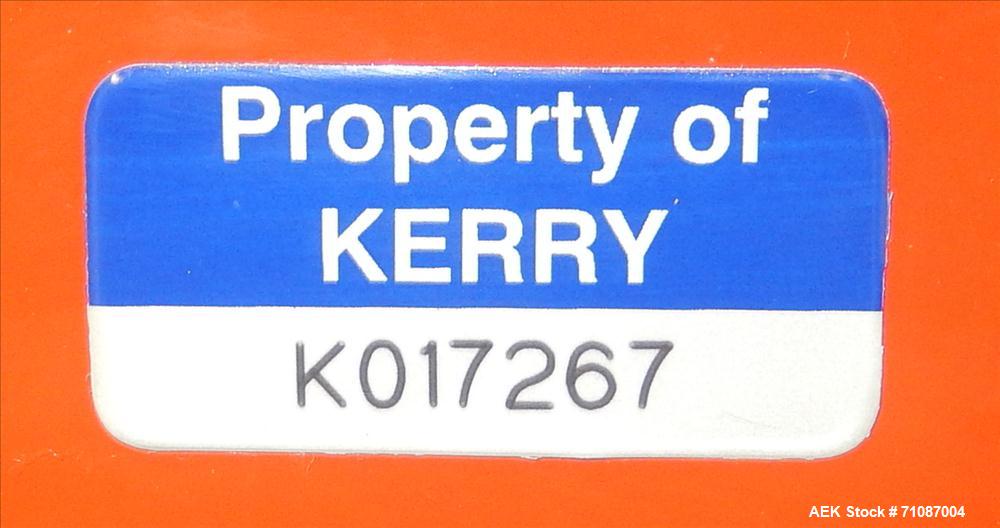 Property of
KERRY
K017267
AEK Stock # 71087004